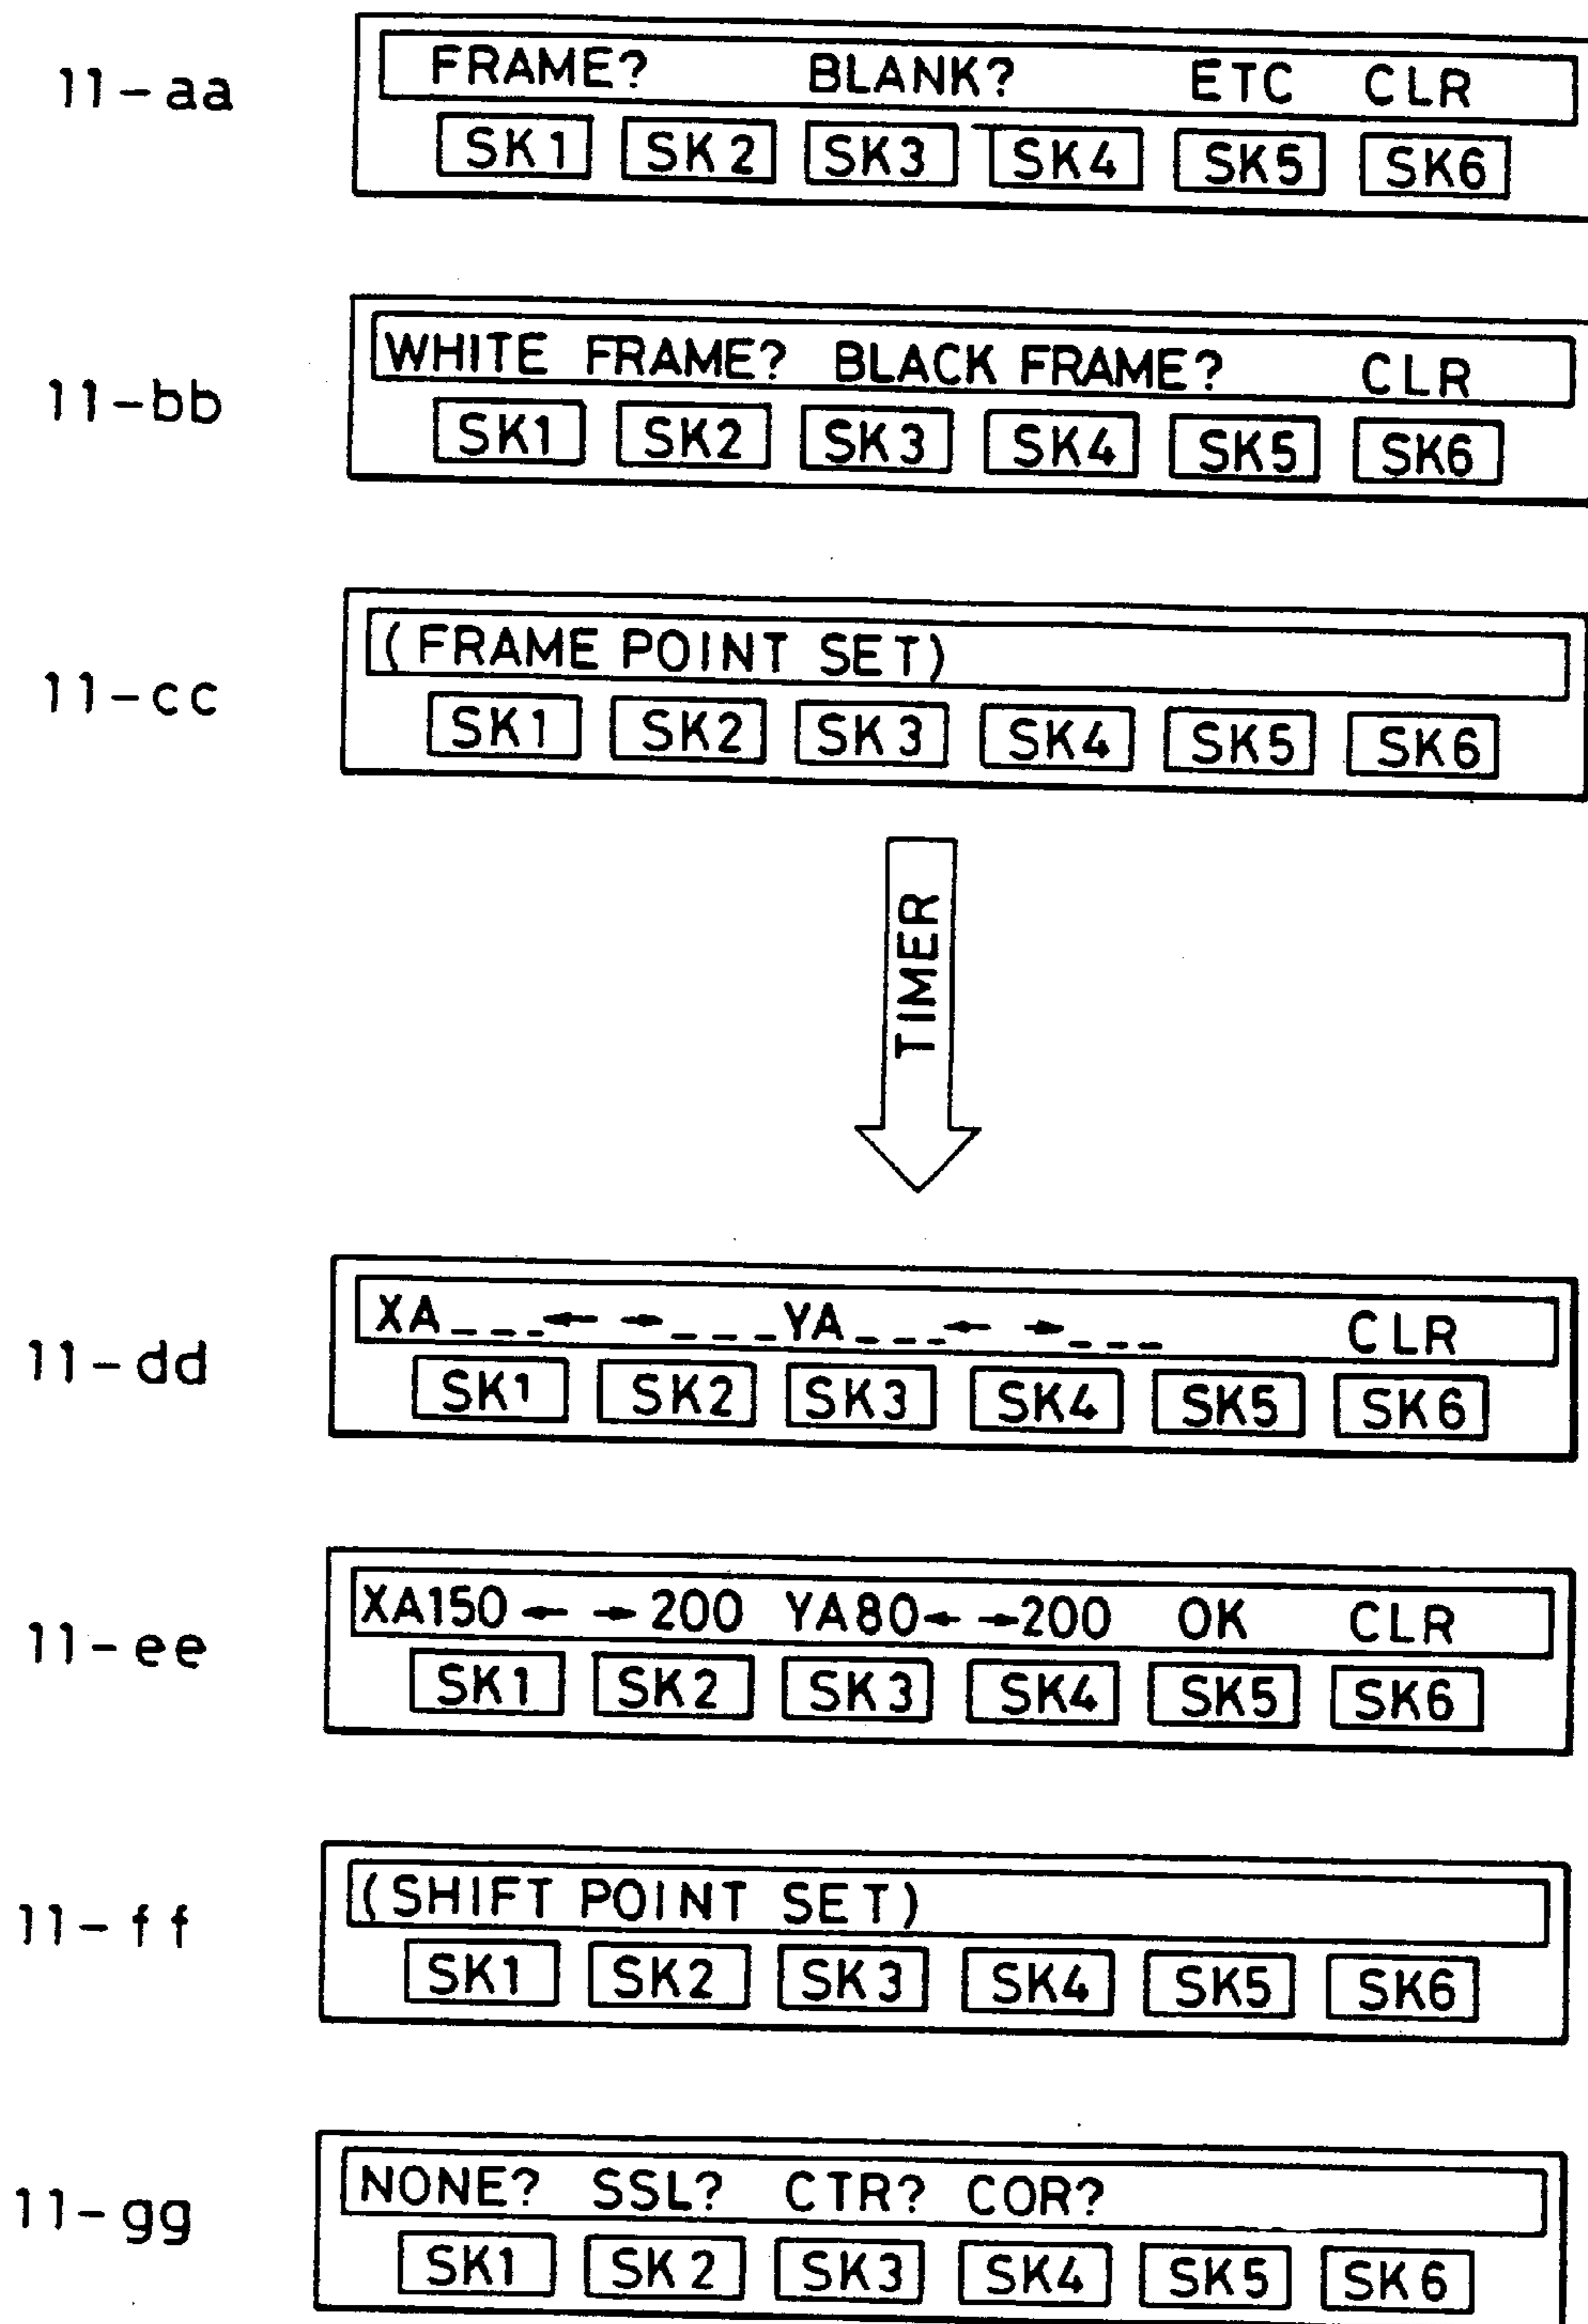 11-aa
FRAME? BLANK? ETC CLR
SK1 SK2 SK3 SK4 SK5 SK6
11-bb
WHITE FRAME? BLACK FRAME? CLR
SK1 SK2 SK3 SK4 SK5 SK6
11-cc
(FRAME POINT SET)
SK1 SK2 SK3 SK4 SK5 SK6
TIMER
11-dd
XA___← →___YA___← →___ CLR
SK1 SK2 SK3 SK4 SK5 SK6
11-ee
XA150← →200 YA80← →200 OK CLR
SK1 SK2 SK3 SK4 SK5 SK6
11-ff
(SHIFT POINT SET)
SK1 SK2 SK3 SK4 SK5 SK6
11-gg
NONE? SSL? CTR? COR?
SK1 SK2 SK3 SK4 SK5 SK6